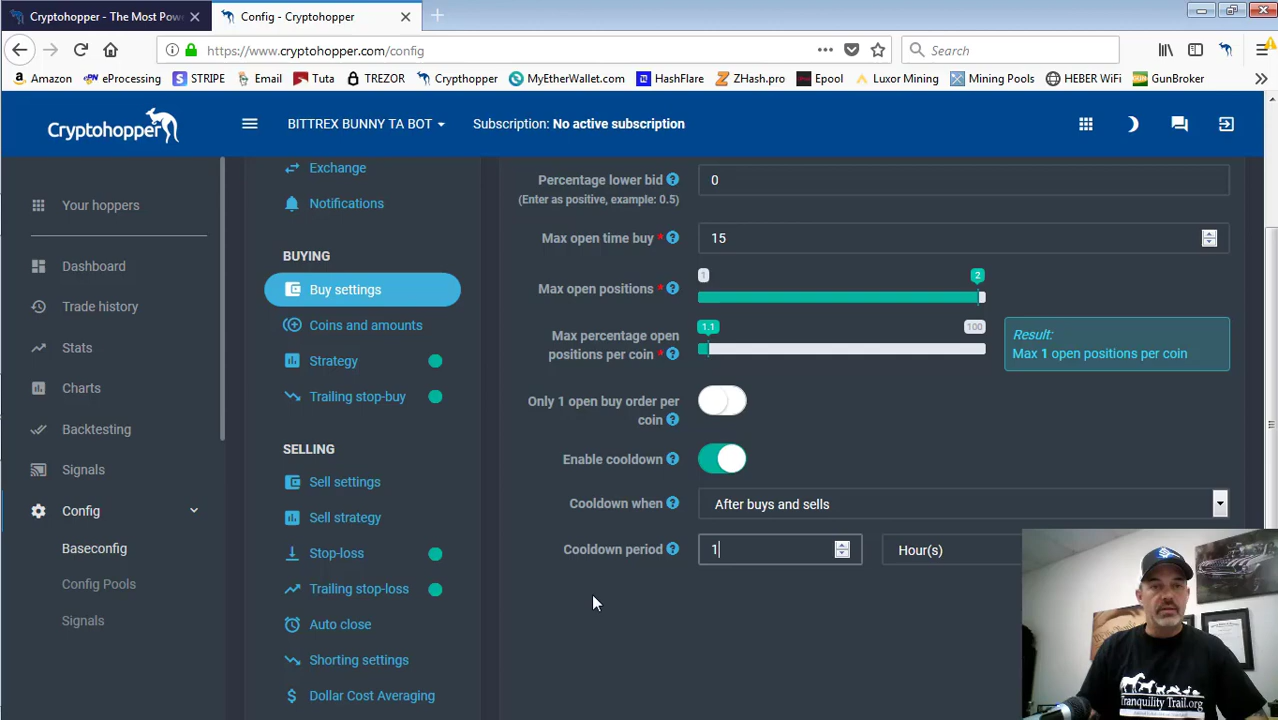 Cryptohopper - The Most Pow
Config - Cryptohopper
https://www.cryptohopper.com/config
Search
Amazon
eProcessing
STRIPE
Email
Tuta
TREZOR
Crypthopper
MyEtherWallet.com
HashFlare
ZHash.pro
Epool
Luxor Mining
Mining Pools
HEBER WiFi
GunBroker
Cryptohopper
BITTREX BUNNY TA BOT
Subscription: No active subscription
Your hoppers
Dashboard
Trade history
Stats
Charts
Backtesting
Signals
Config
Baseconfig
Config Pools
Signals
Exchange
Notifications
BUYING
Buy settings
Coins and amounts
Strategy
Trailing stop-buy
SELLING
Sell settings
Sell strategy
Stop-loss
Trailing stop-loss
Auto close
Shorting settings
Dollar Cost Averaging
Percentage lower bid
(Enter as positive, example: 0.5)
0
Max open time buy *
15
Max open positions *
1
2
Max percentage open
positions per coin *
1.1
100
Result:
Max 1 open positions per coin
Only 1 open buy order per
coin
Enable cooldown
Cooldown when
After buys and sells
Cooldown period
1
Hour(s)
Tranquility Trail.org